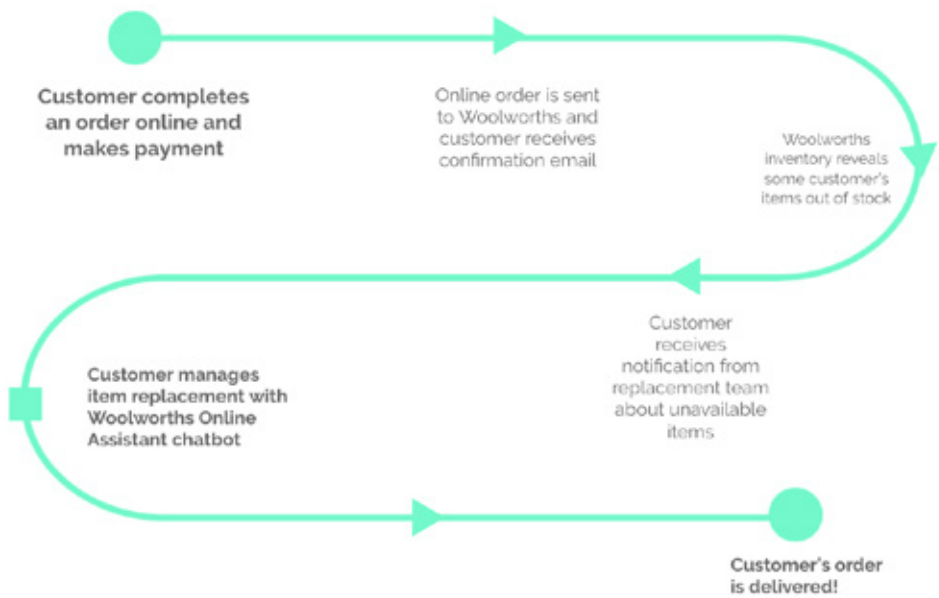 Customer completes
an order online and
makes payment
Online order is sent
to Woolworths and
customer receives
confirmation email
Woolworths
inventory reveals
some customer's
items out of stock
Customer
receives
notification from
replacement team
about unavailable
items
Customer manages
item replacement with
Woolworths Online
Assistant chatbot
Customer's order
is delivered!